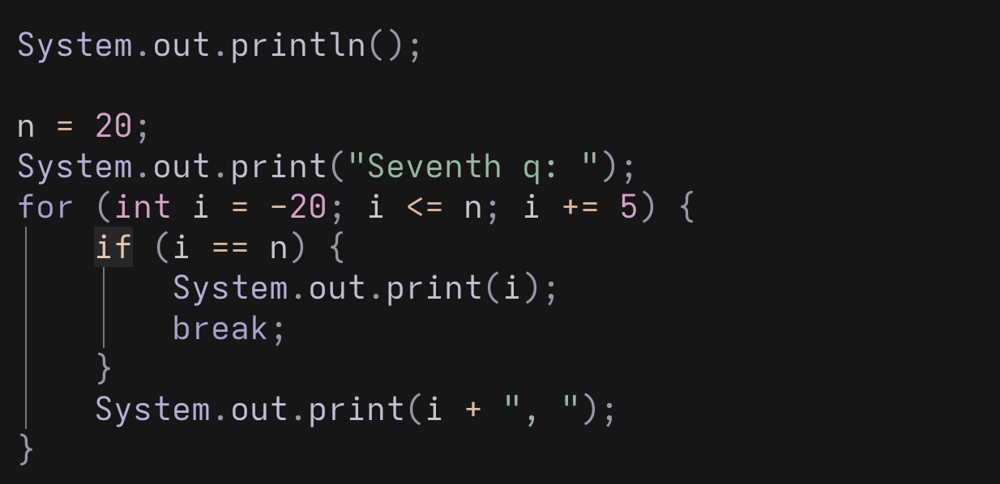 System.out.println();
n = 20;
System.out.print("Seventh q: ");
for (int i = -20; i <= n; i += 5) {
if (i == n) {
System.out.print(i);
break;
}
System.out.print(i + ", ");
}